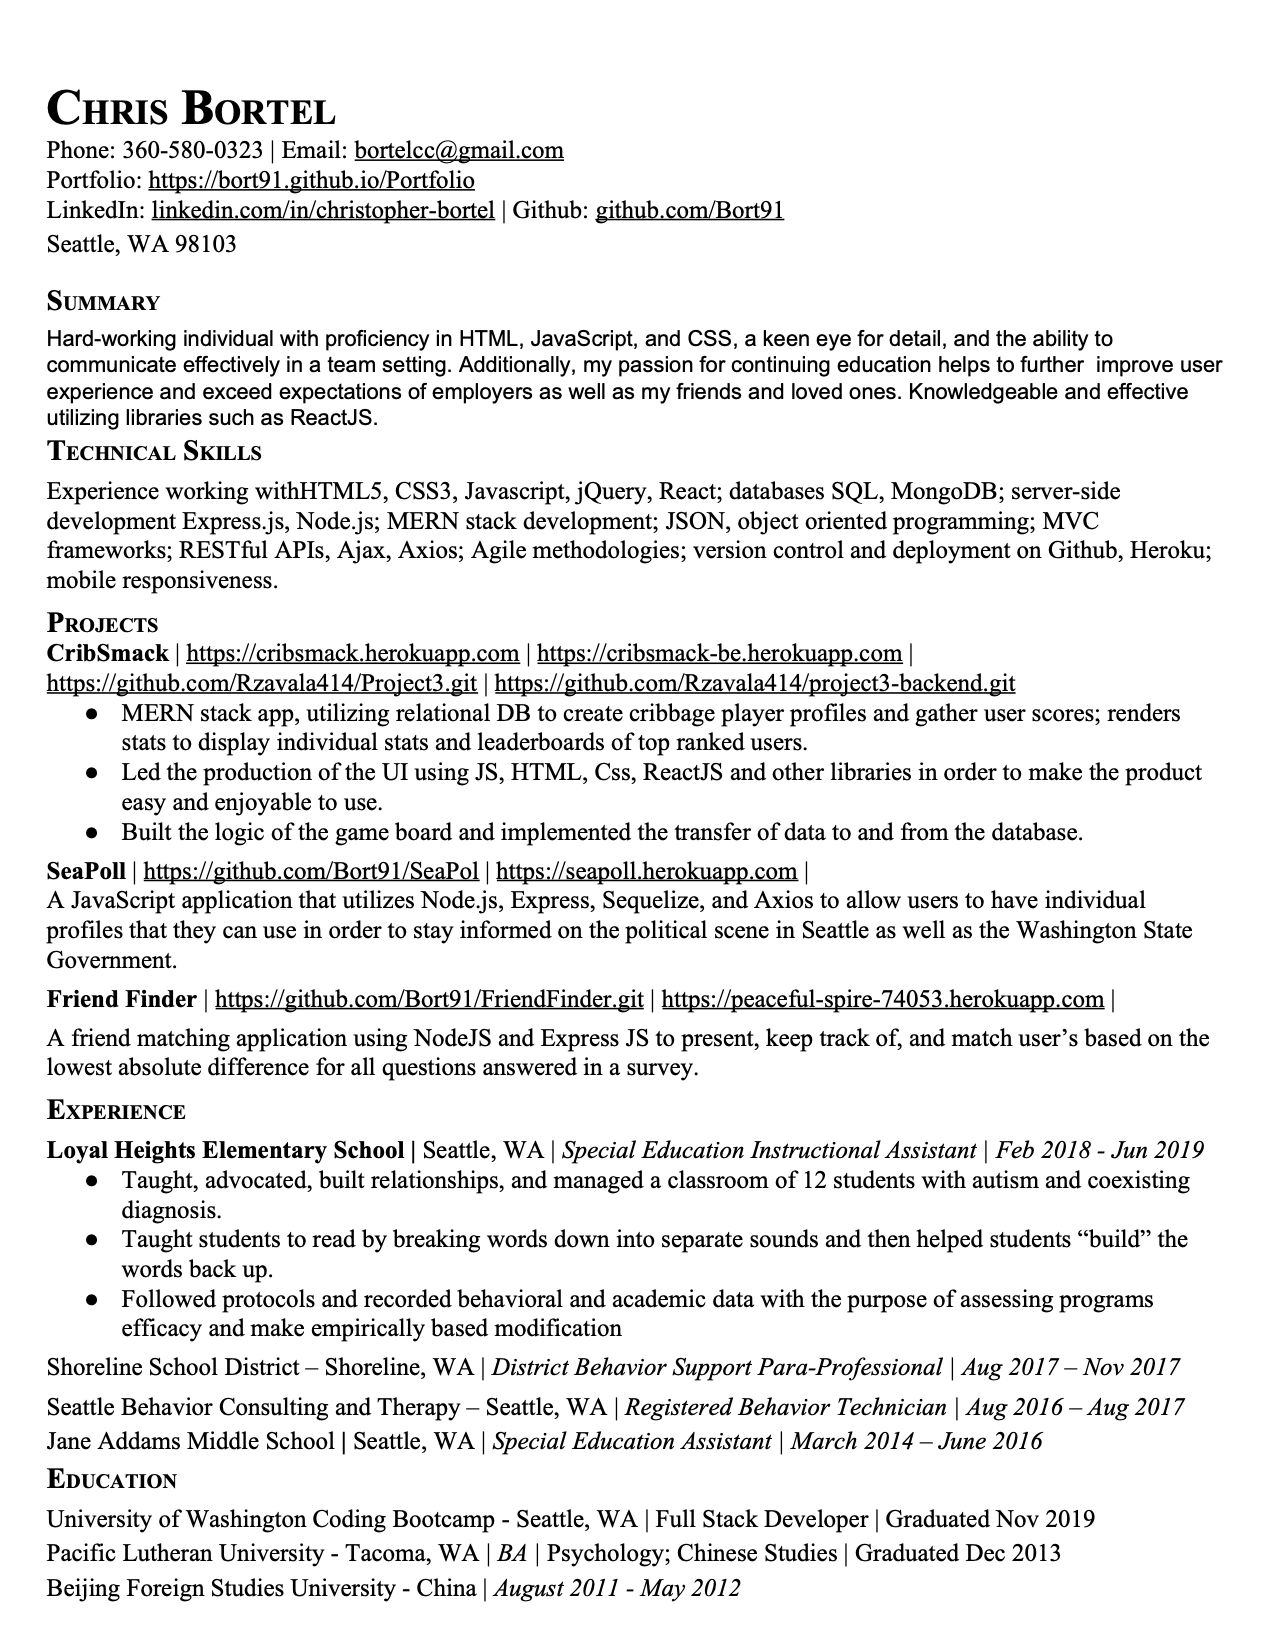 CHRIS BORTEL
Phone: 360-580-0323 | Email: bortelcc@gmail.com
Portfolio: https://bort91.github.io/Portfolio
LinkedIn: linkedin.com/in/christopher-bortel | Github: github.com/Bort91
Seattle, WA 98103
SUMMARY
Hard-working individual with proficiency in HTML, JavaScript, and CSS, a keen eye for detail, and the ability to
communicate effectively in a team setting. Additionally, my passion for continuing education helps to further  improve user
experience and exceed expectations of employers as well as my friends and loved ones. Knowledgeable and effective
utilizing libraries such as ReactJS.
TECHNICAL SKILLS
Experience working withHTML5, CSS3, Javascript, jQuery, React; databases SQL, MongoDB; server-side
development Express.js, Node.js; MERN stack development; JSON, object oriented programming; MVC
frameworks; RESTful APIs, Ajax, Axios; Agile methodologies; version control and deployment on Github, Heroku;
mobile responsiveness.
PROJECTS
CribSmack | https://cribsmack.herokuapp.com | https://cribsmack-be.herokuapp.com |
https://github.com/Rzavala414/Project3.git | https://github.com/Rzavala414/project3-backend.git
● MERN stack app, utilizing relational DB to create cribbage player profiles and gather user scores; renders
stats to display individual stats and leaderboards of top ranked users.
● Led the production of the UI using JS, HTML, Css, ReactJS and other libraries in order to make the product
easy and enjoyable to use.
● Built the logic of the game board and implemented the transfer of data to and from the database.
SeaPoll | https://github.com/Bort91/SeaPol | https://seapoll.herokuapp.com |
A JavaScript application that utilizes Node.js, Express, Sequelize, and Axios to allow users to have individual
profiles that they can use in order to stay informed on the political scene in Seattle as well as the Washington State
Government.
Friend Finder | https://github.com/Bort91/FriendFinder.git | https://peaceful-spire-74053.herokuapp.com |
A friend matching application using NodeJS and Express JS to present, keep track of, and match user’s based on the
lowest absolute difference for all questions answered in a survey.
EXPERIENCE
Loyal Heights Elementary School | Seattle, WA | Special Education Instructional Assistant | Feb 2018 - Jun 2019
● Taught, advocated, built relationships, and managed a classroom of 12 students with autism and coexisting
diagnosis.
● Taught students to read by breaking words down into separate sounds and then helped students “build” the
words back up.
● Followed protocols and recorded behavioral and academic data with the purpose of assessing programs
efficacy and make empirically based modification
Shoreline School District – Shoreline, WA | District Behavior Support Para-Professional | Aug 2017 – Nov 2017
Seattle Behavior Consulting and Therapy – Seattle, WA | Registered Behavior Technician | Aug 2016 – Aug 2017
Jane Addams Middle School | Seattle, WA | Special Education Assistant | March 2014 – June 2016
EDUCATION
University of Washington Coding Bootcamp - Seattle, WA | Full Stack Developer | Graduated Nov 2019
Pacific Lutheran University - Tacoma, WA | BA | Psychology; Chinese Studies | Graduated Dec 2013
Beijing Foreign Studies University - China | August 2011 - May 2012